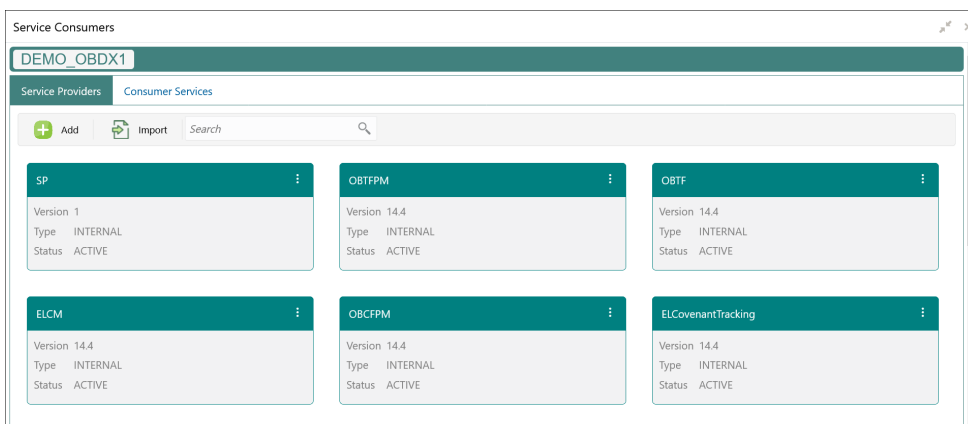 Service Consumers
DEMO_OBDX1
Service Providers Consumer Services
Add Import Search
SP OBTFPM OBTF
Version 1 Version 14.4 Version 14.4
Type INTERNAL Type INTERNAL Type INTERNAL
Status ACTIVE Status ACTIVE Status ACTIVE
ELCM OBCFPM ELCovenantTracking
Version 14.4 Version 14.4 Version 14.4
Type INTERNAL Type INTERNAL Type INTERNAL
Status ACTIVE Status ACTIVE Status ACTIVE